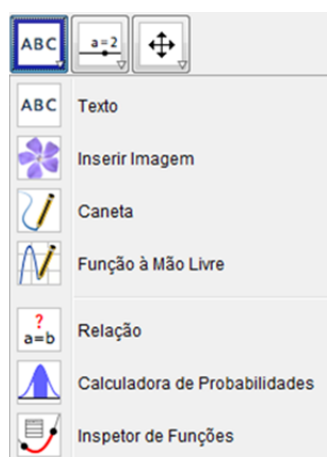 ABC a=2
ABC Texto
Inserir Imagem
Caneta
Função à Mão Livre
? a=b Relação
Calculadora de Probabilidades
Inspetor de Funções